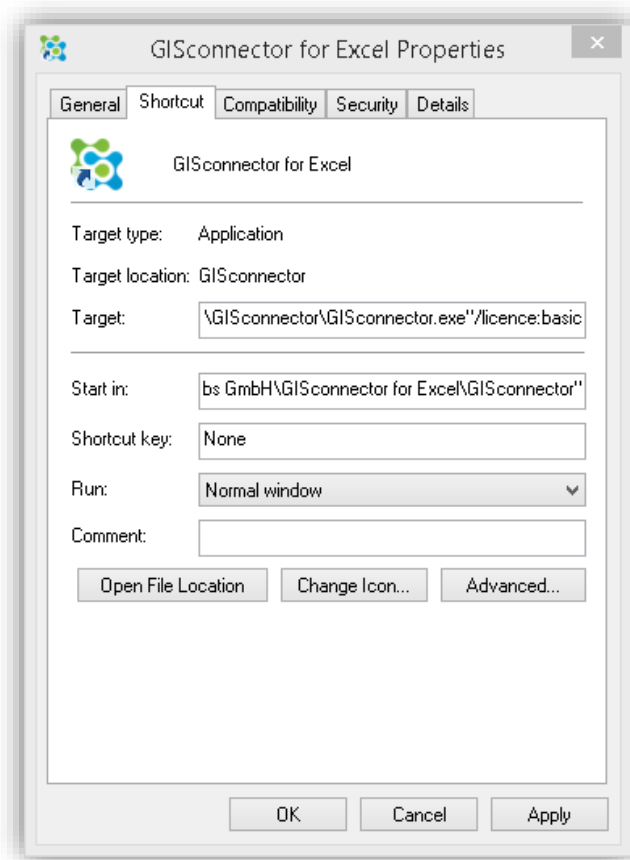 GISconnector for Excel Properties
General Shortcut Compatibility Security Details
GISconnector for Excel
Target type: Application
Target location: GISconnector
Target: \GISconnector\GISconnector.exe"/licence:basic
Start in: bs GmbH\GISconnector for Excel\GISconnector"
Shortcut key: None
Run: Normal window
Comment:
Open File Location Change Icon... Advanced...
OK Cancel Apply